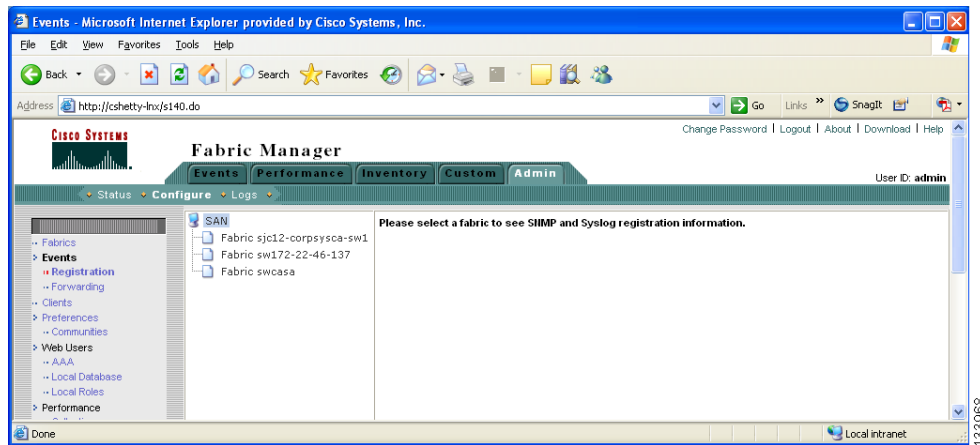 Events - Microsoft Internet Explorer provided by Cisco Systems, Inc.
File Edit View Favorites Tools Help
Back Search Favorites
Address http://cshetty-lnx/s140.do Go Links » SnagIt
Cisco Systems
Change Password | Logout | About | Download | Help
Fabric Manager
Events Performance Inventory Custom Admin
User ID: admin
Status Configure Logs
Fabrics
Events
Registration
Forwarding
Clients
Preferences
Communities
Web Users
AAA
Local Database
Local Roles
Performance
SAN
Fabric sjc12-corpsysca-sw1
Fabric sw172-22-46-137
Fabric swcasa
Please select a fabric to see SNMP and Syslog registration information.
Done
Local intranet